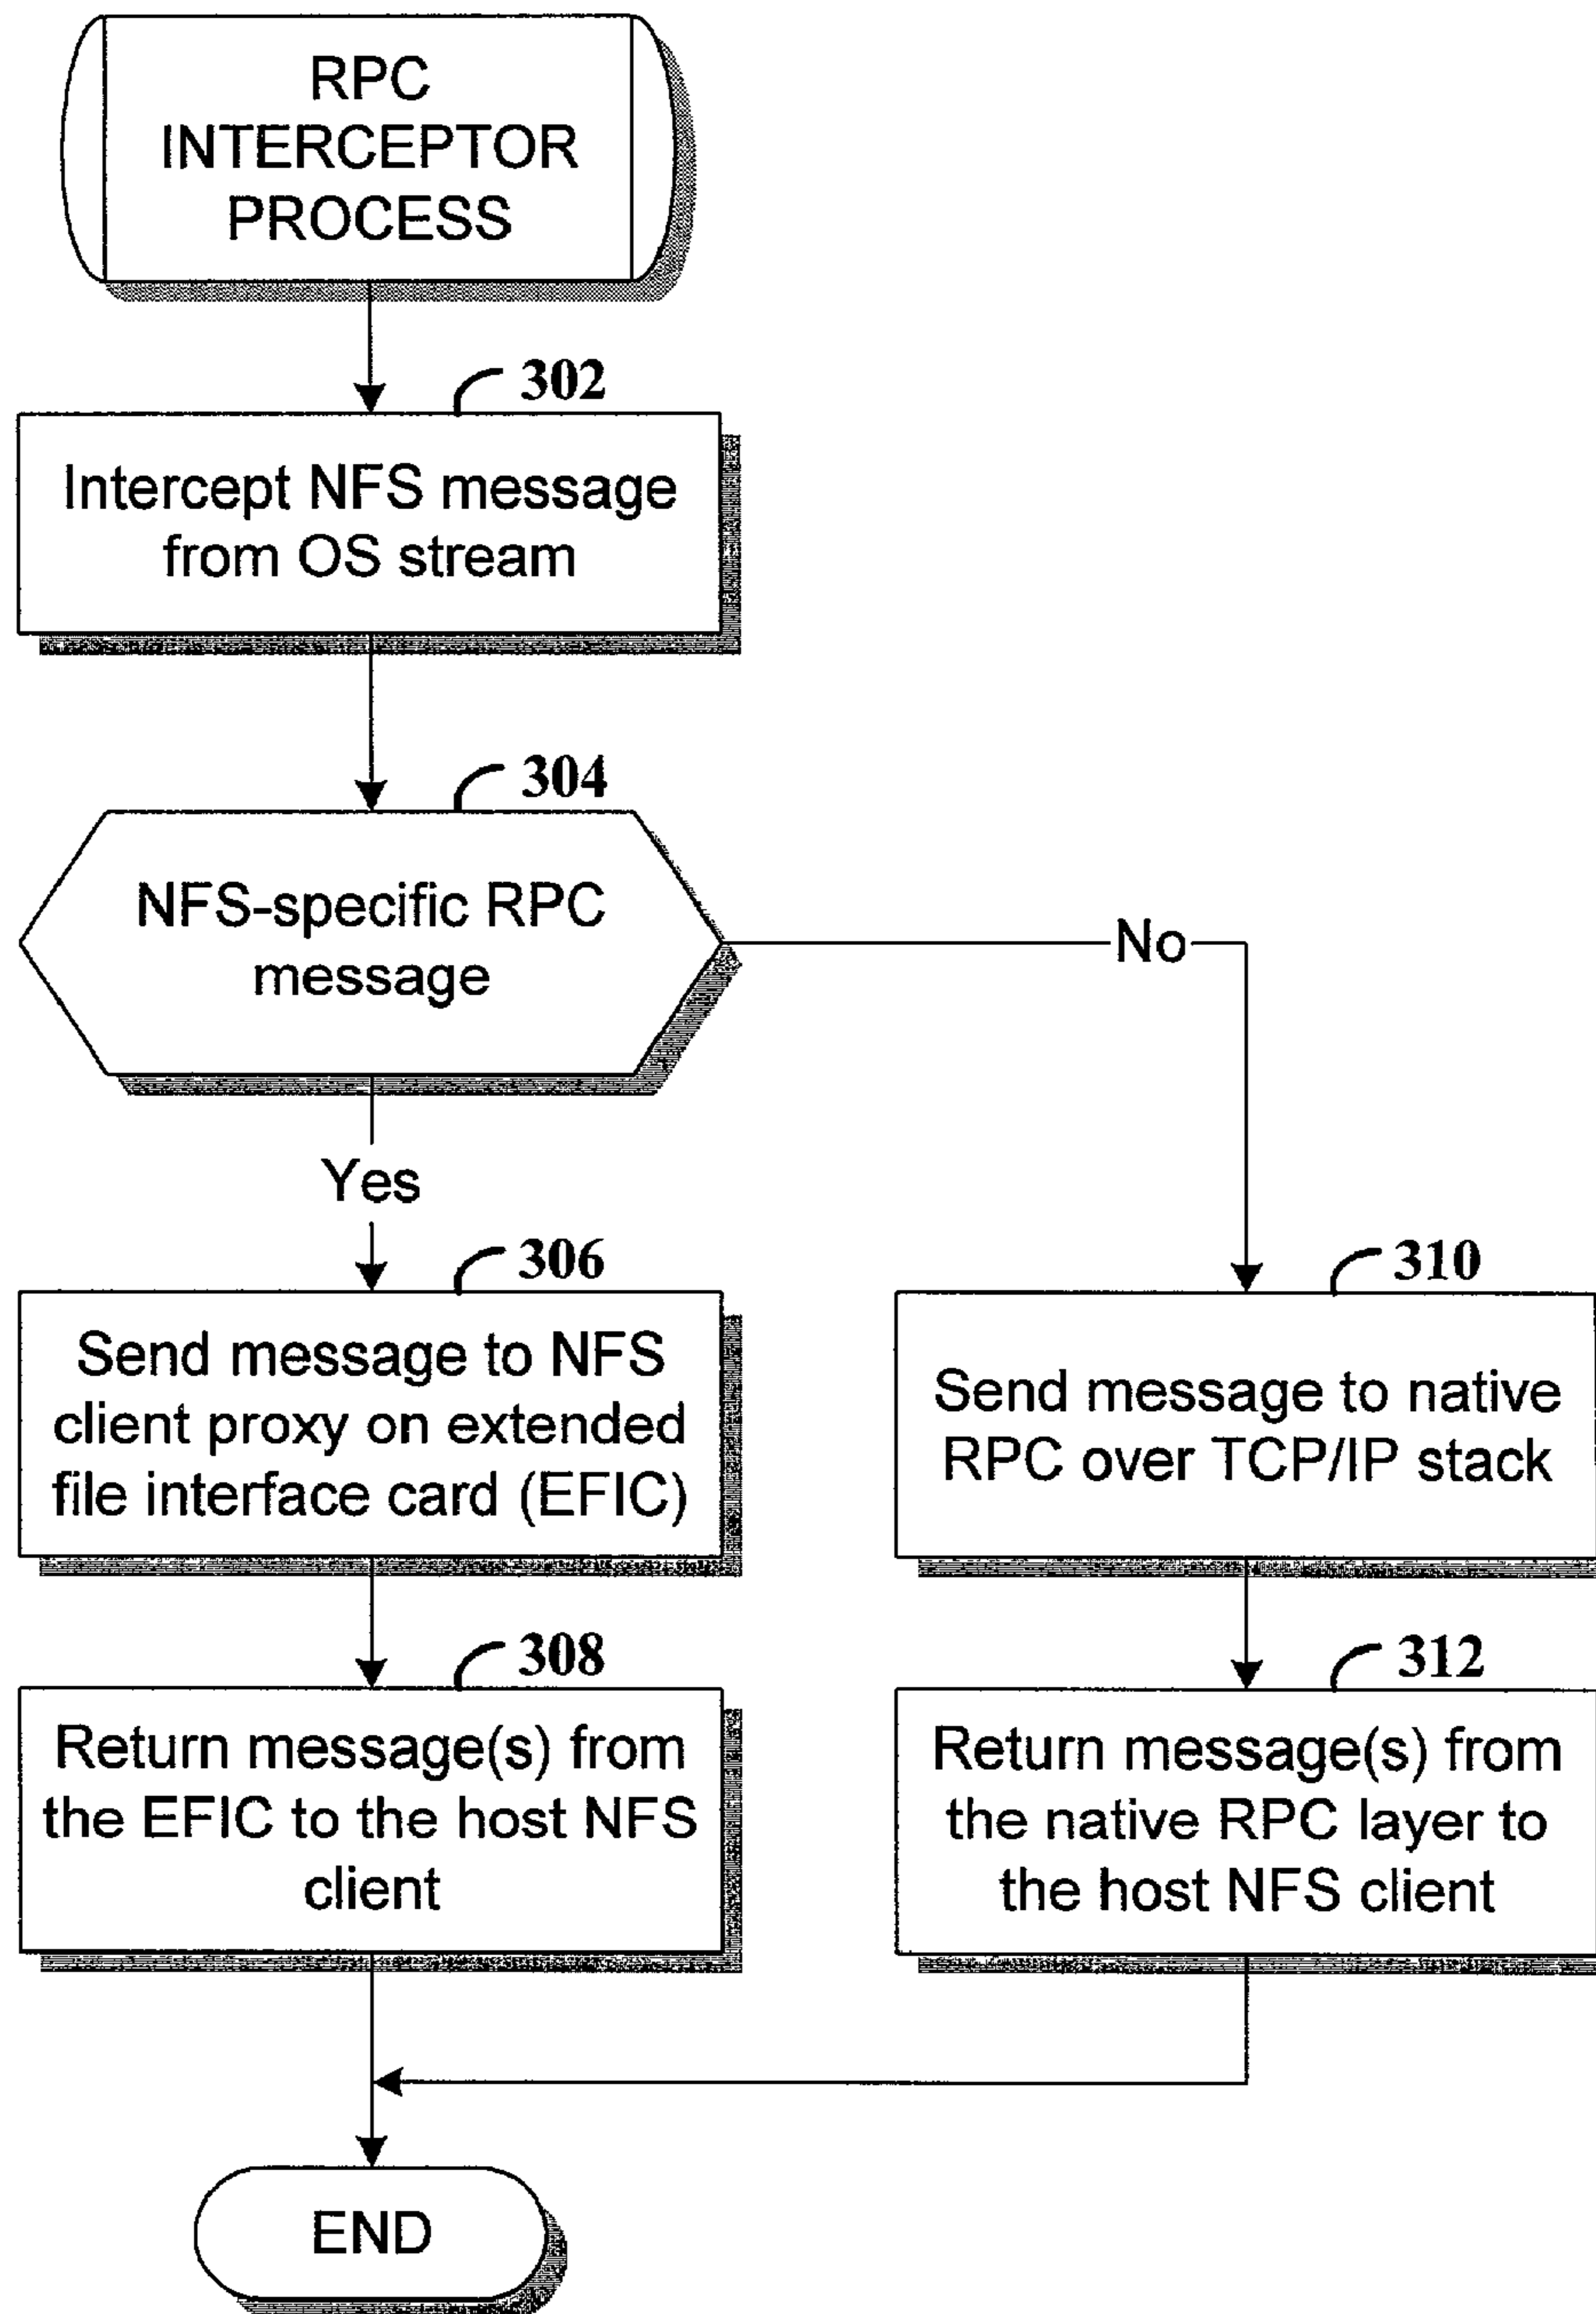 RPC
INTERCEPTOR
PROCESS
302
Intercept NFS message
from OS stream
304
NFS-specific RPC
message
No
Yes
306
Send message to NFS
client proxy on extended
file interface card (EFIC)
310
Send message to native
RPC over TCP/IP stack
308
Return message(s) from
the EFIC to the host NFS
client
312
Return message(s) from
the native RPC layer to
the host NFS client
END